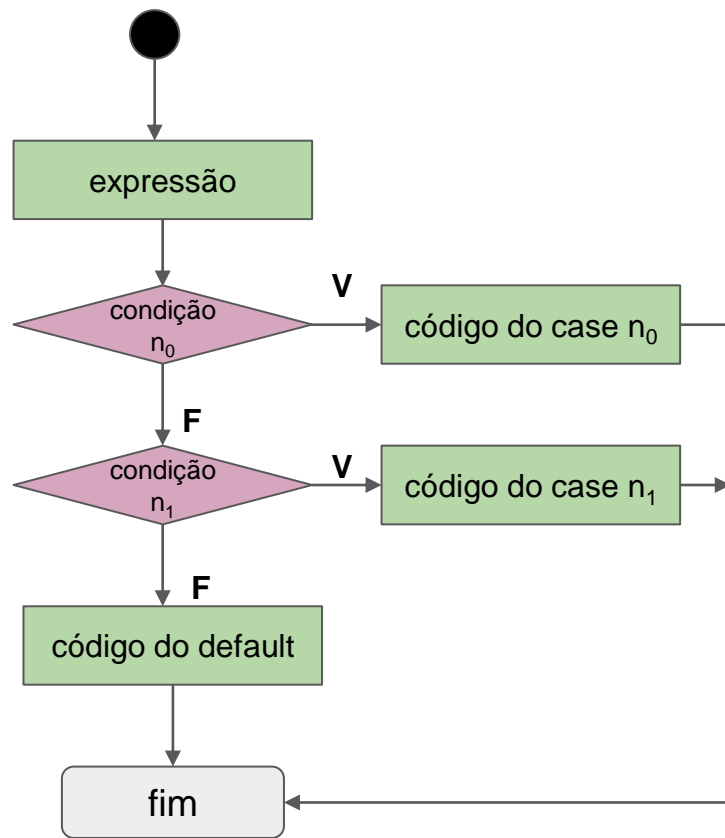 expressão
condição
n₀
V
código do case n₀
F
condição
n₁
V
código do case n₁
F
código do default
fim